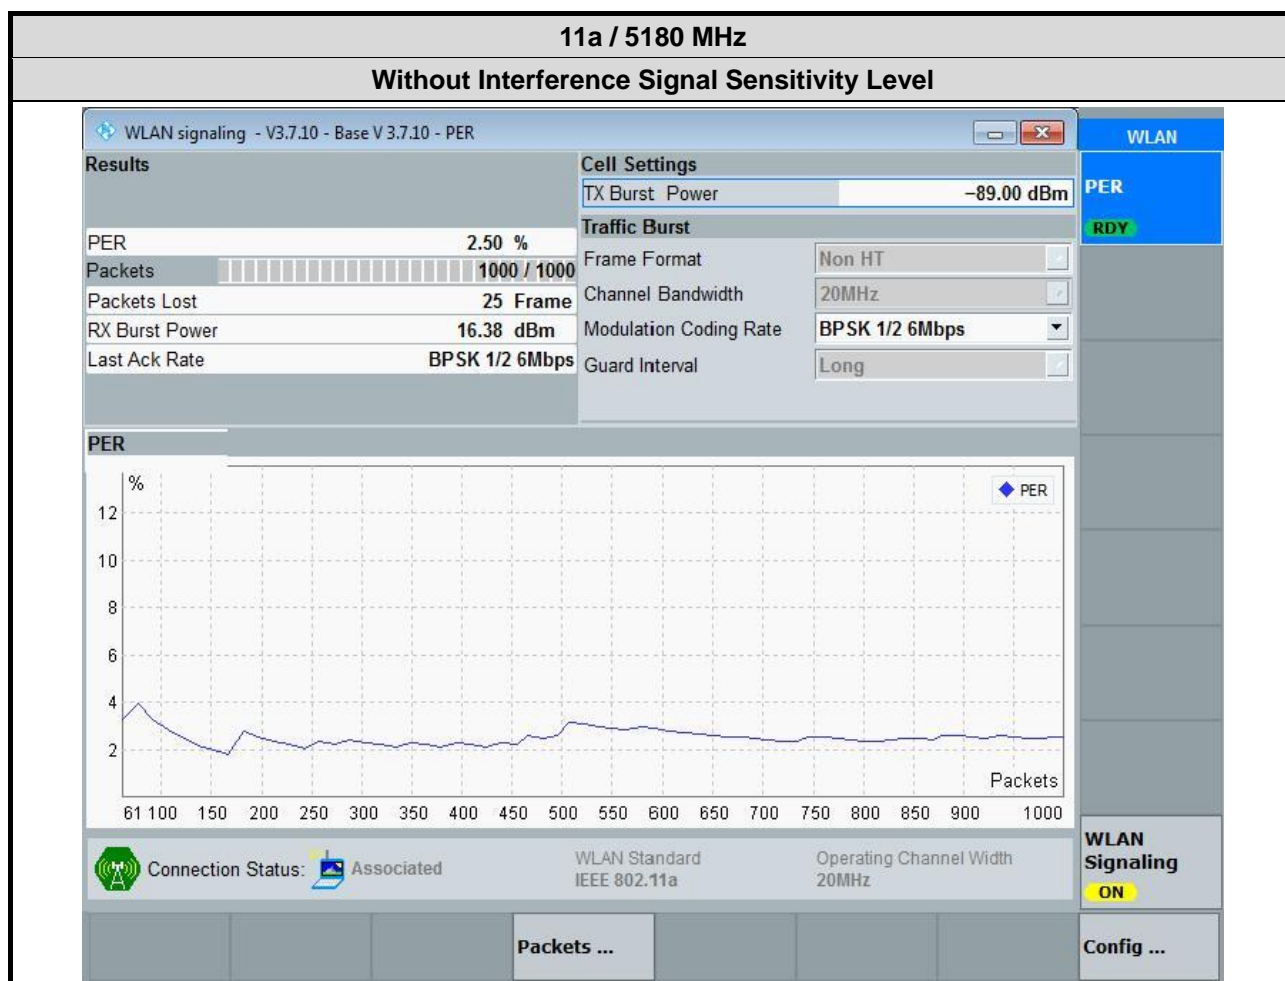 11a / 5180 MHz
Without Interference Signal Sensitivity Level
WLAN signaling - V3.7.10 - Base V 3.7.10 - PER
WLAN
Results
Cell Settings
TX Burst Power −89.00 dBm
PER
RDY
Traffic Burst
PER 2.50 %
Packets 1000 / 1000
Packets Lost 25 Frame
RX Burst Power 16.38 dBm
Last Ack Rate BPSK 1/2 6Mbps
Frame Format Non HT
Channel Bandwidth 20MHz
Modulation Coding Rate BPSK 1/2 6Mbps
Guard Interval Long
PER
%
PER
12
10
8
6
4
2
Packets
61 100 150 200 250 300 350 400 450 500 550 600 650 700 750 800 850 900 1000
Connection Status: Associated
WLAN Standard
IEEE 802.11a
Operating Channel Width
20MHz
WLAN
Signaling
ON
Packets ...
Config ...